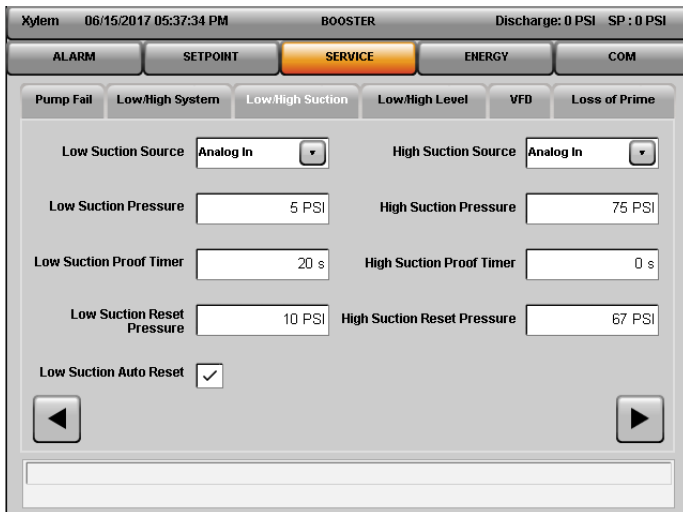 Xylem 06/15/2017 05:37:34 PM BOOSTER Discharge: 0 PSI SP : 0 PSI
ALARM SETPOINT SERVICE ENERGY COM
Pump Fail Low/High System Low/High Suction Low/High Level VFD Loss of Prime
Low Suction Source Analog In High Suction Source Analog In
Low Suction Pressure 5 PSI High Suction Pressure 75 PSI
Low Suction Proof Timer 20 s High Suction Proof Timer 0 s
Low Suction Reset
Pressure 10 PSI High Suction Reset Pressure 67 PSI
Low Suction Auto Reset